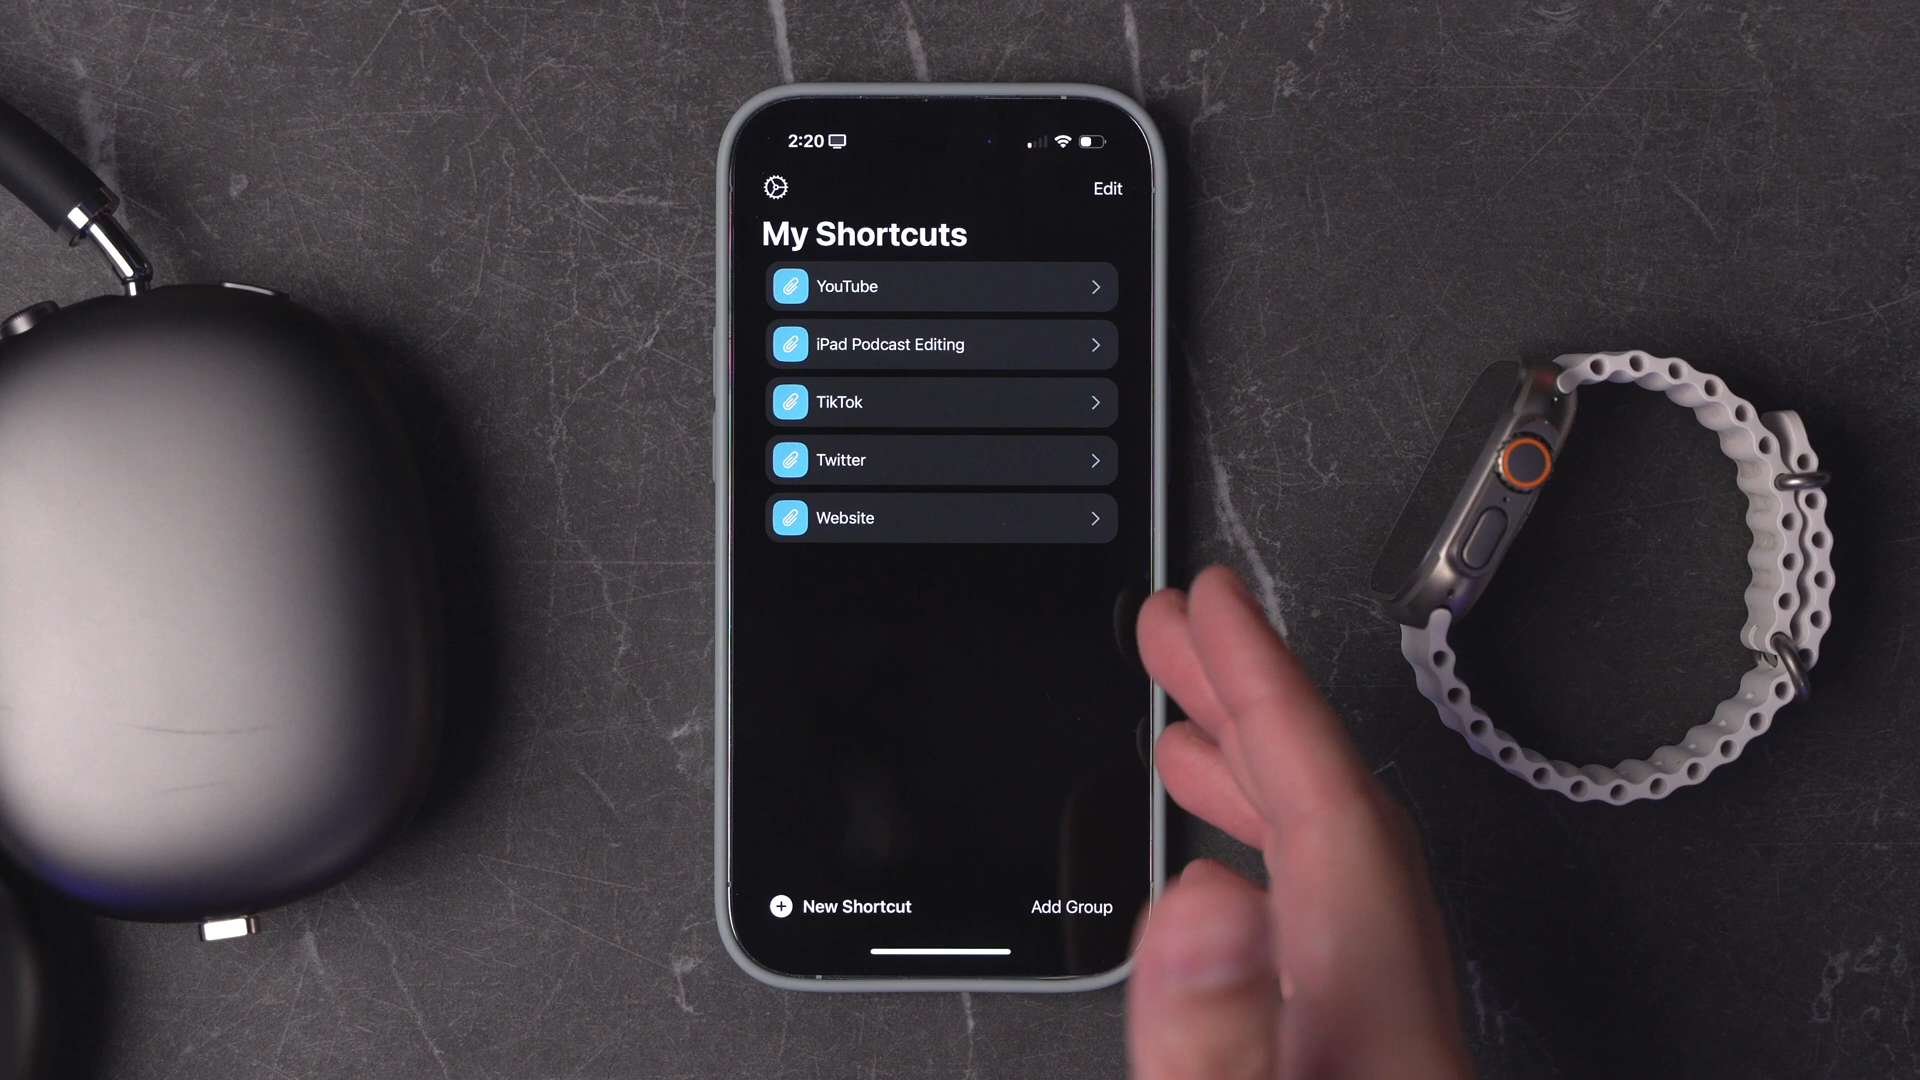 2:20
Edit
My Shortcuts
YouTube
iPad Podcast Editing
TikTok
Twitter
Website
New Shortcut
Add Group